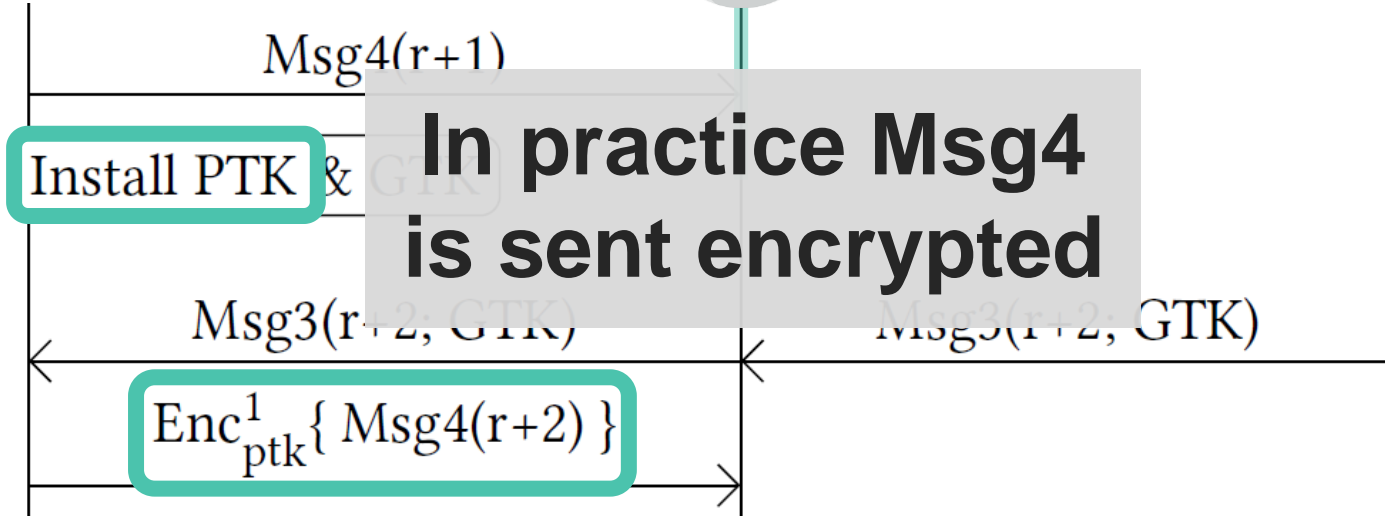 Msg4(r+1)
Install PTK & GTK
In practice Msg4
is sent encrypted
Msg3(r+2; GTK)
Msg3(r+2; GTK)
Enc¹ₚₜₖ{ Msg4(r+2) }